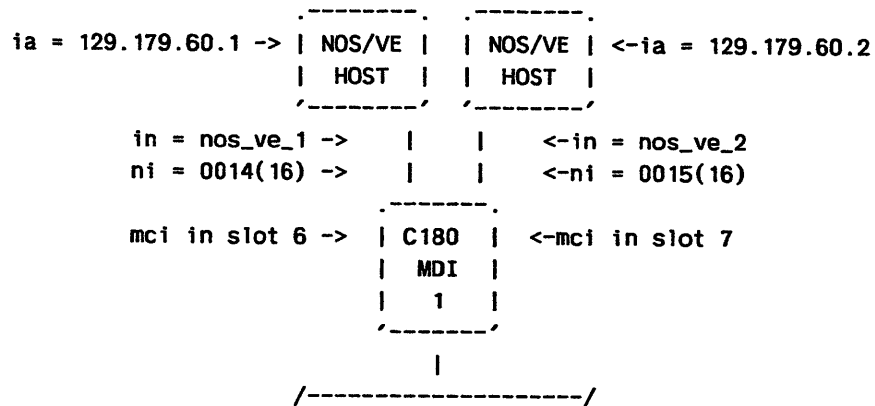 ia = 129.179.60.1 -> | NOS/VE | | NOS/VE | <-ia = 129.179.60.2
| HOST | | HOST |
in = nos_ve_1 -> | | <-in = nos_ve_2
ni = 0014(16) -> | | <-ni = 0015(16)
mci in slot 6 -> | C180 | <-mci in slot 7
| MDI |
| 1 |